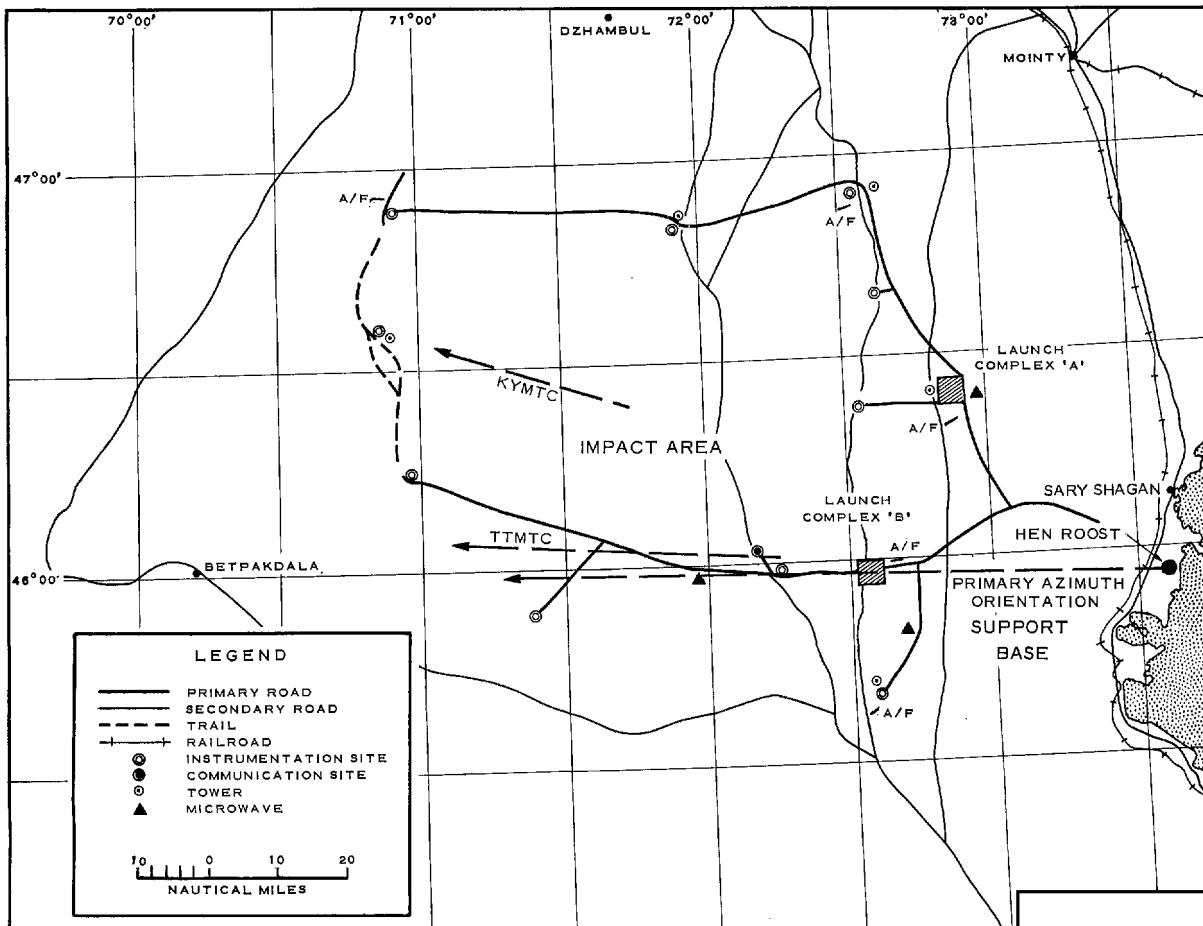 70°00'
71°00'
72°00'
73°00'
DZHAMBUL
MOINTY
47°00'
A/F
A/F
KYMTC
LAUNCH
COMPLEX 'A'
A/F
IMPACT AREA
SARY SHAGAN
LAUNCH
COMPLEX 'B'
HEN ROOST
TTMTC
A/F
BETPAKDALA
46°00'
PRIMARY AZIMUTH
ORIENTATION
SUPPORT
BASE
A/F
LEGEND
PRIMARY ROAD
SECONDARY ROAD
TRAIL
RAILROAD
INSTRUMENTATION SITE
COMMUNICATION SITE
TOWER
MICROWAVE
10 0 10 20
NAUTICAL MILES